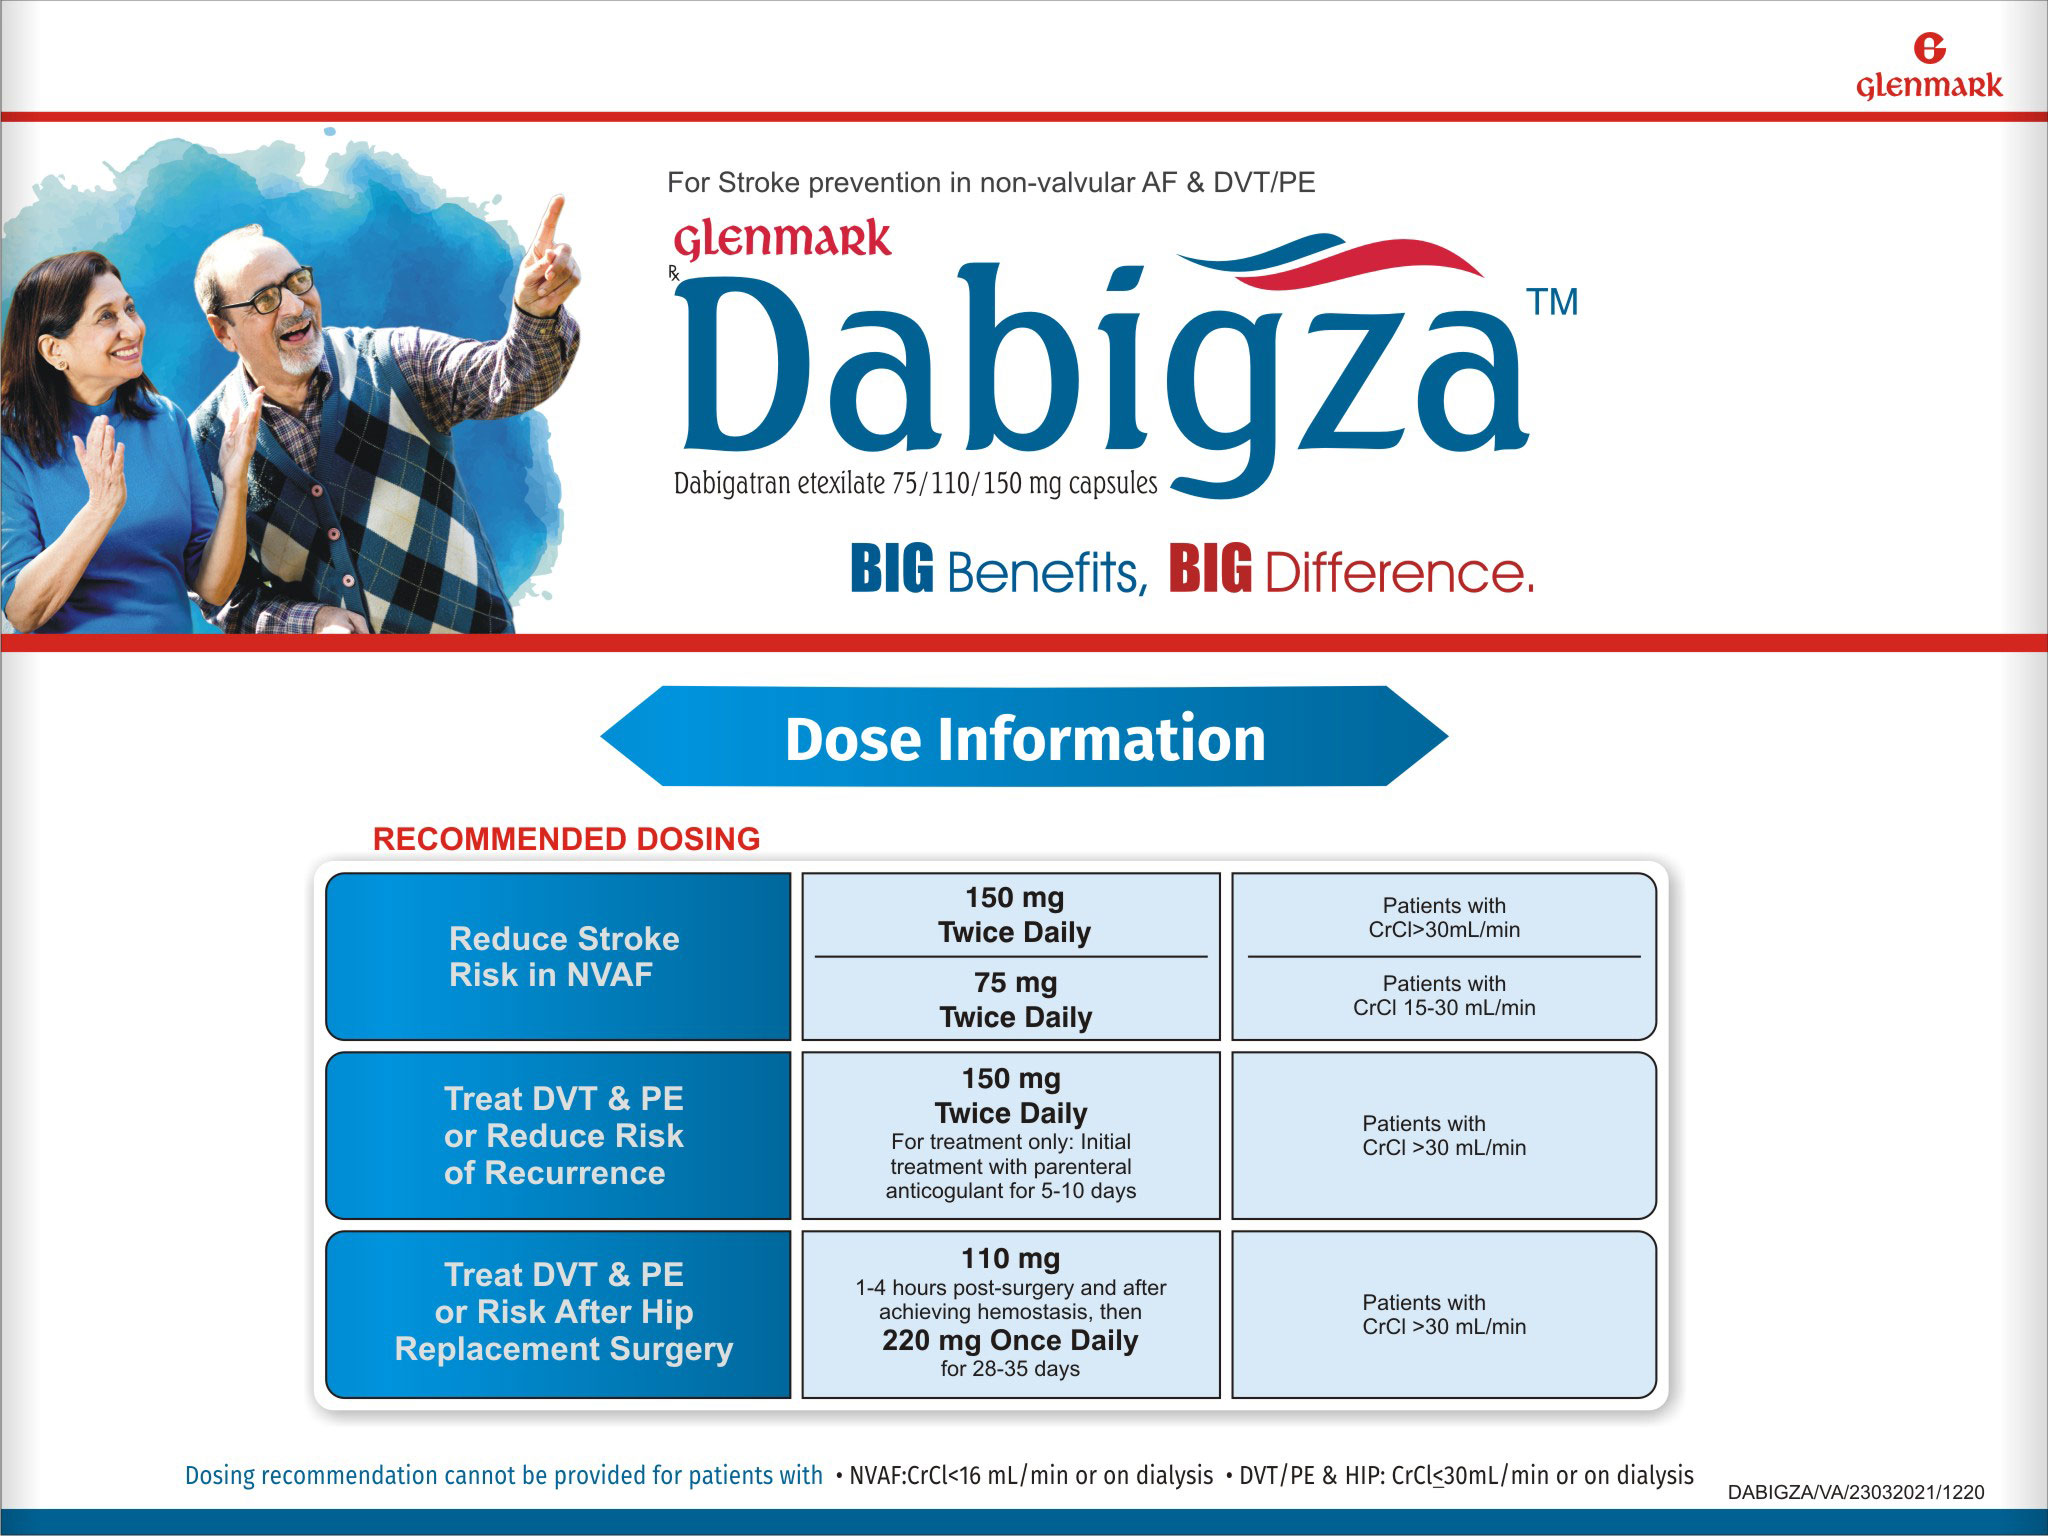 glenmark
For Stroke prevention in non-valvular AF & DVT/PE
glenmark
Rx
Dabigza™
Dabigatran etexilate 75/110/150 mg capsules
BIG Benefits, BIG Difference.
Dose Information
RECOMMENDED DOSING
Reduce Stroke
Risk in NVAF
150 mg
Twice Daily
Patients with
CrCl>30mL/min
75 mg
Twice Daily
Patients with
CrCl 15-30 mL/min
Treat DVT & PE
or Reduce Risk
of Recurrence
150 mg
Twice Daily
For treatment only: Initial
treatment with parenteral
anticogulant for 5-10 days
Patients with
CrCl >30 mL/min
Treat DVT & PE
or Risk After Hip
Replacement Surgery
110 mg
1-4 hours post-surgery and after
achieving hemostasis, then
220 mg Once Daily
for 28-35 days
Patients with
CrCl >30 mL/min
Dosing recommendation cannot be provided for patients with • NVAF:CrCl<16 mL/min or on dialysis • DVT/PE & HIP: CrCl≤30mL/min or on dialysis
DABIGZA/VA/23032021/1220